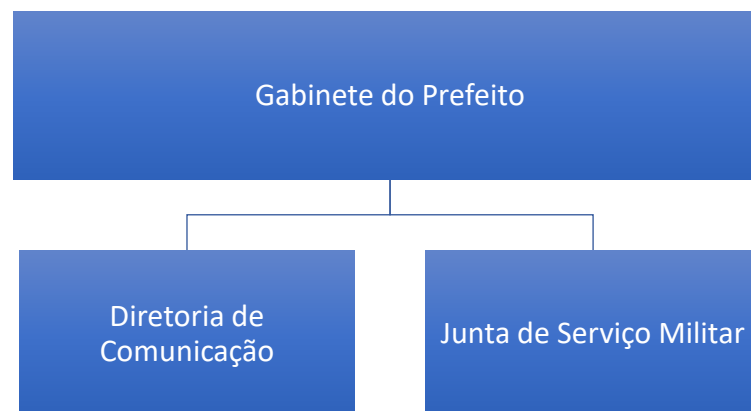 Gabinete do Prefeito
Diretoria de
Comunicação
Junta de Serviço Militar